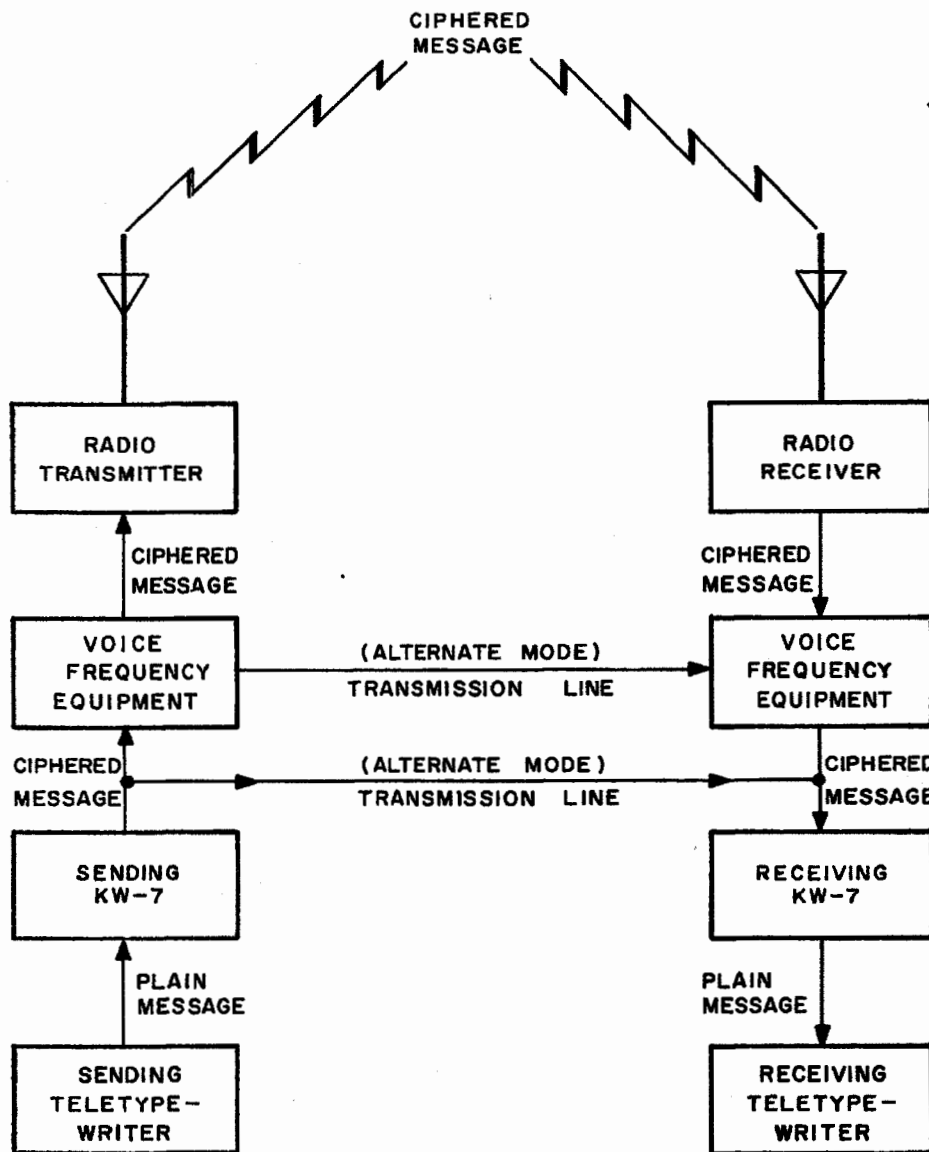 CIPHERED
MESSAGE
RADIO
TRANSMITTER
RADIO
RECEIVER
CIPHERED
MESSAGE
CIPHERED
MESSAGE
VOICE
FREQUENCY
EQUIPMENT
(ALTERNATE MODE)
TRANSMISSION LINE
VOICE
FREQUENCY
EQUIPMENT
CIPHERED
MESSAGE
(ALTERNATE MODE)
TRANSMISSION LINE
CIPHERED
MESSAGE
SENDING
KW-7
RECEIVING
KW-7
PLAIN
MESSAGE
PLAIN
MESSAGE
SENDING
TELETYPE-
WRITER
RECEIVING
TELETYPE-
WRITER